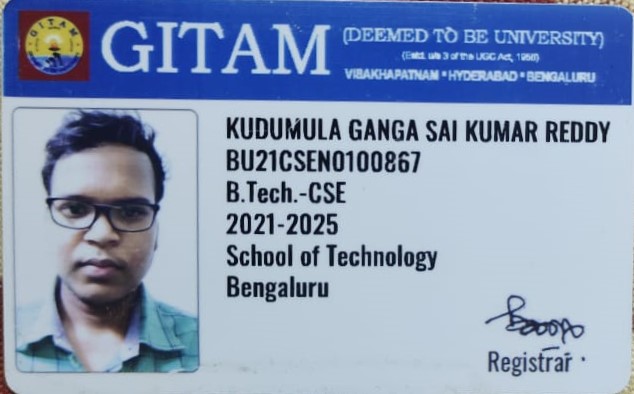 GITAM
GITAM
(DEEMED TO BE UNIVERSITY)
(Estd. u/s 3 of the UGC Act, 1956)
VISAKHAPATNAM * HYDERABAD * BENGALURU
KUDUMULA GANGA SAI KUMAR REDDY
BU21CSEN0100867
B.Tech.-CSE
2021-2025
School of Technology
Bengaluru
Registrar